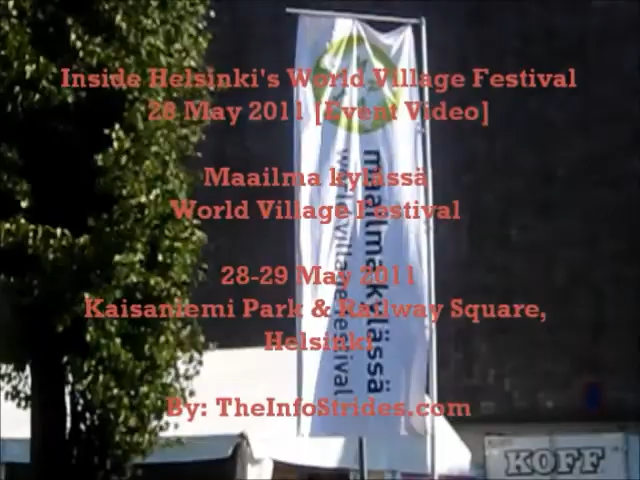 Inside Helsinki's World Village Festival
28 May 2011 [Event Video]
Maailma kylässä
World Village Festival
28-29 May 2011
Kaisaniemi Park & Railway Square,
Helsinki
By: TheInfoStrides.com
maailma kylässä
world village festival
KOFF